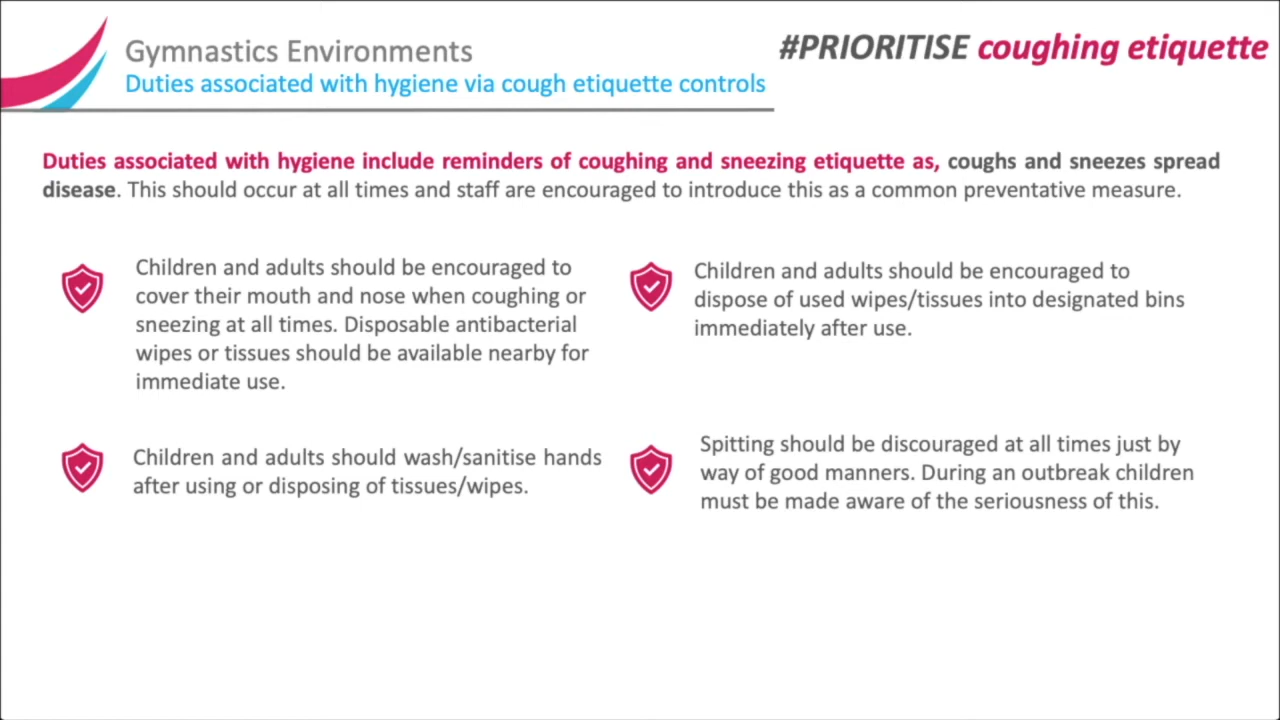 Gymnastics Environments
Duties associated with hygiene via cough etiquette controls
#PRIORITISE coughing etiquette
Duties associated with hygiene include reminders of coughing and sneezing etiquette as, coughs and sneezes spread
disease. This should occur at all times and staff are encouraged to introduce this as a common preventative measure.
Children and adults should be encouraged to
cover their mouth and nose when coughing or
sneezing at all times. Disposable antibacterial
wipes or tissues should be available nearby for
immediate use.
Children and adults should be encouraged to
dispose of used wipes/tissues into designated bins
immediately after use.
Children and adults should wash/sanitise hands
after using or disposing of tissues/wipes.
Spitting should be discouraged at all times just by
way of good manners. During an outbreak children
must be made aware of the seriousness of this.